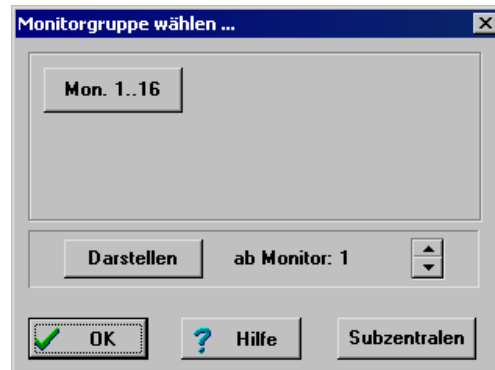 Monitorgruppe wählen ...
Mon. 1..16
Darstellen ab Monitor: 1
OK ? Hilfe Subzentralen